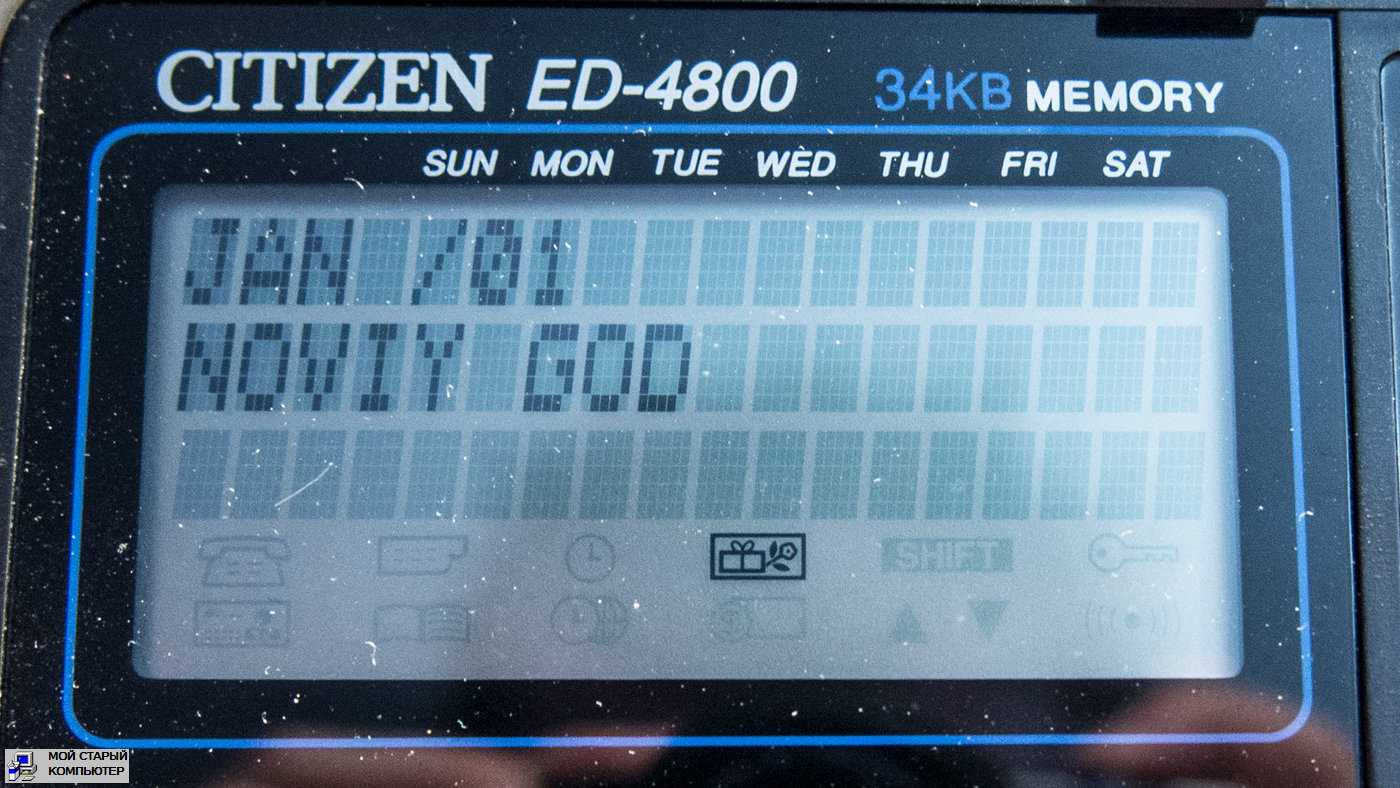 CITIZEN ED-4800 34KB MEMORY
SUN MON TUE WED THU FRI SAT
JAN /01
NOVIY GOD
SHIFT
МОЙ СТАРЫЙ
КОМПЬЮТЕР